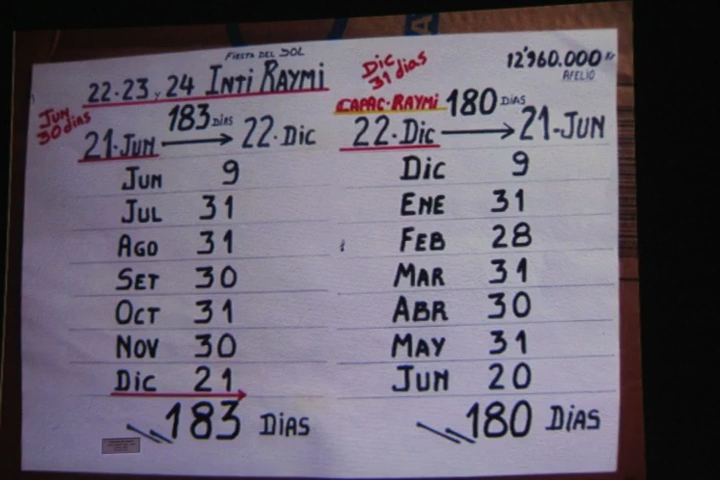 FIESTA DEL SOL
22·23 y 24 INTI RAYMI
JUN
30 dias
183 DIAS
21·JUN → 22·Dic
JUN 9
JUL 31
AGO 31
SET 30
OCT 31
NOV 30
Dic 21
183 DiAS
Dic
31 dias
12'960.000
AFELIO
CAPAC·RAYMi 180 DIAS
22·Dic → 21-JUN
Dic 9
ENE 31
FEB 28
MAR 31
ABR 30
MAY 31
JUN 20
180 DiAS